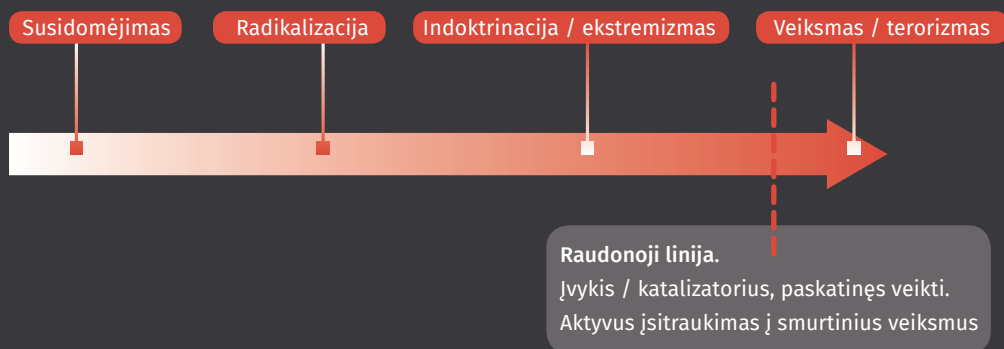 Susidomėjimas
Radikalizacija
Indoktrinacija / ekstremizmas
Veiksmas / terorizmas
Raudonoji linija.
Įvykis / katalizatorius, paskatinęs veikti.
Aktyvus įsitraukimas į smurtinius veiksmus